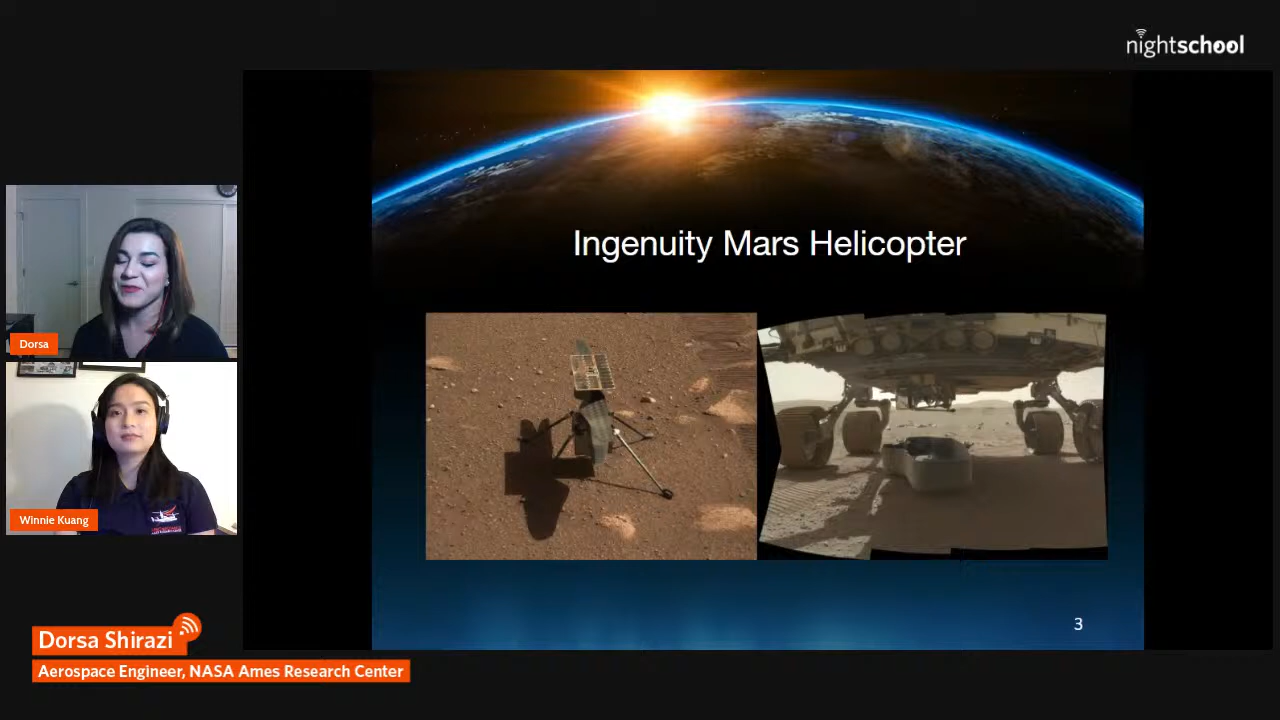 nightschool
Ingenuity Mars Helicopter
Dorsa
Winnie Kuang
3
Dorsa Shirazi
Aerospace Engineer, NASA Ames Research Center